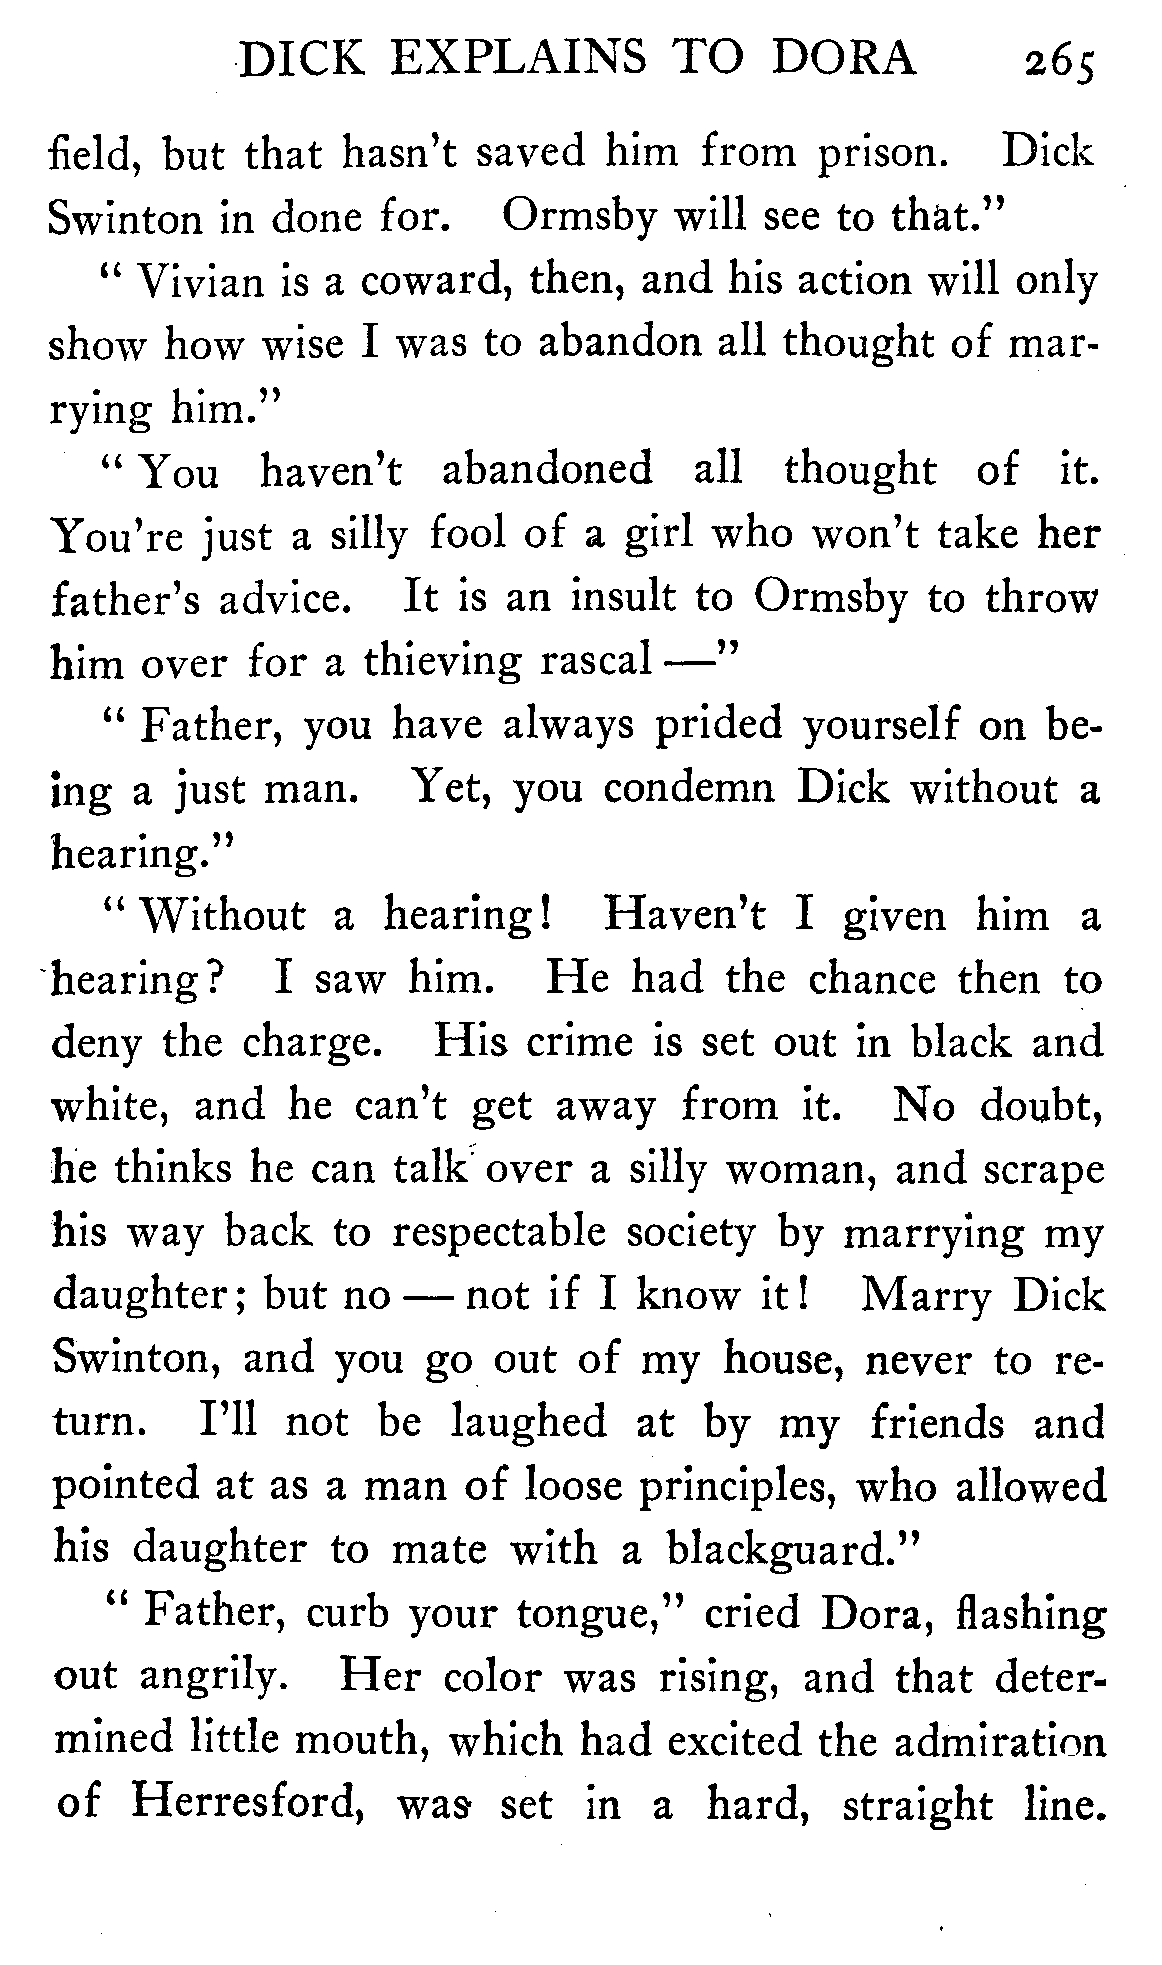 DICK EXPLAINS TO DORA 265
field, but that hasn't saved him from prison. Dick
Swinton in done for. Ormsby will see to that."
" Vivian is a coward, then, and his action will only
show how wise I was to abandon all thought of mar-
rying him."
" You haven't abandoned all thought of it.
You're just a silly fool of a girl who won't take her
father's advice. It is an insult to Ormsby to throw
him over for a thieving rascal —"
" Father, you have always prided yourself on be-
ing a just man. Yet, you condemn Dick without a
hearing."
" Without a hearing! Haven't I given him a
hearing? I saw him. He had the chance then to
deny the charge. His crime is set out in black and
white, and he can't get away from it. No doubt,
he thinks he can talk over a silly woman, and scrape
his way back to respectable society by marrying my
daughter; but no — not if I know it! Marry Dick
Swinton, and you go out of my house, never to re-
turn. I'll not be laughed at by my friends and
pointed at as a man of loose principles, who allowed
his daughter to mate with a blackguard."
" Father, curb your tongue," cried Dora, flashing
out angrily. Her color was rising, and that deter-
mined little mouth, which had excited the admiration
of Herresford, was set in a hard, straight line.